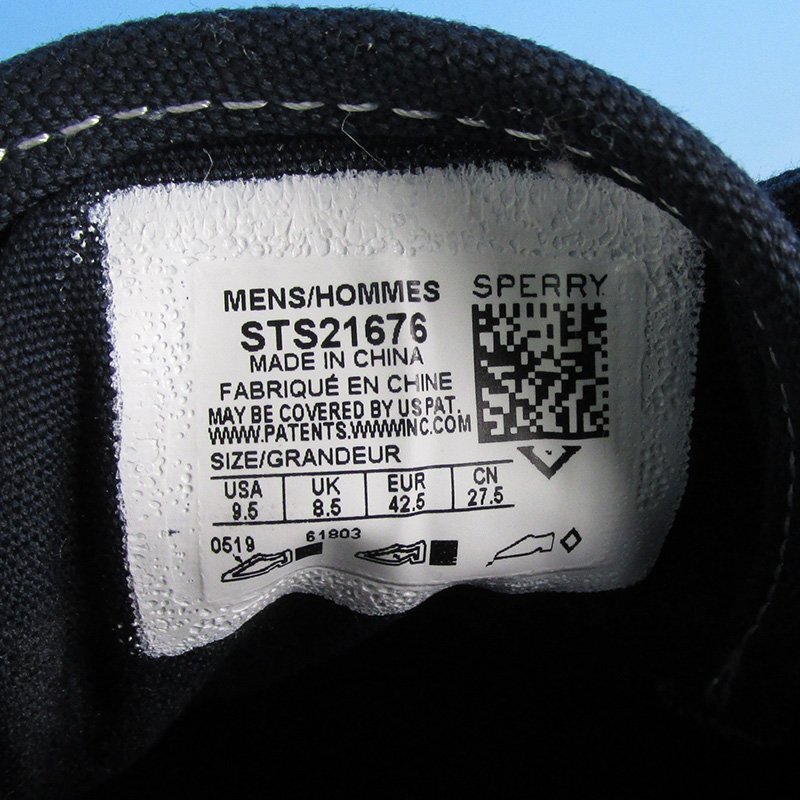 MENS/HOMMES
SPERRY
STS21676
MADE IN CHINA
FABRIQUÉ EN CHINE
MAY BE COVERED BY US PAT.
WWW.PATENTS.WWWINC.COM
SIZE/GRANDEUR
USA UK EUR CN
9.5 8.5 42.5 27.5
0519 61803